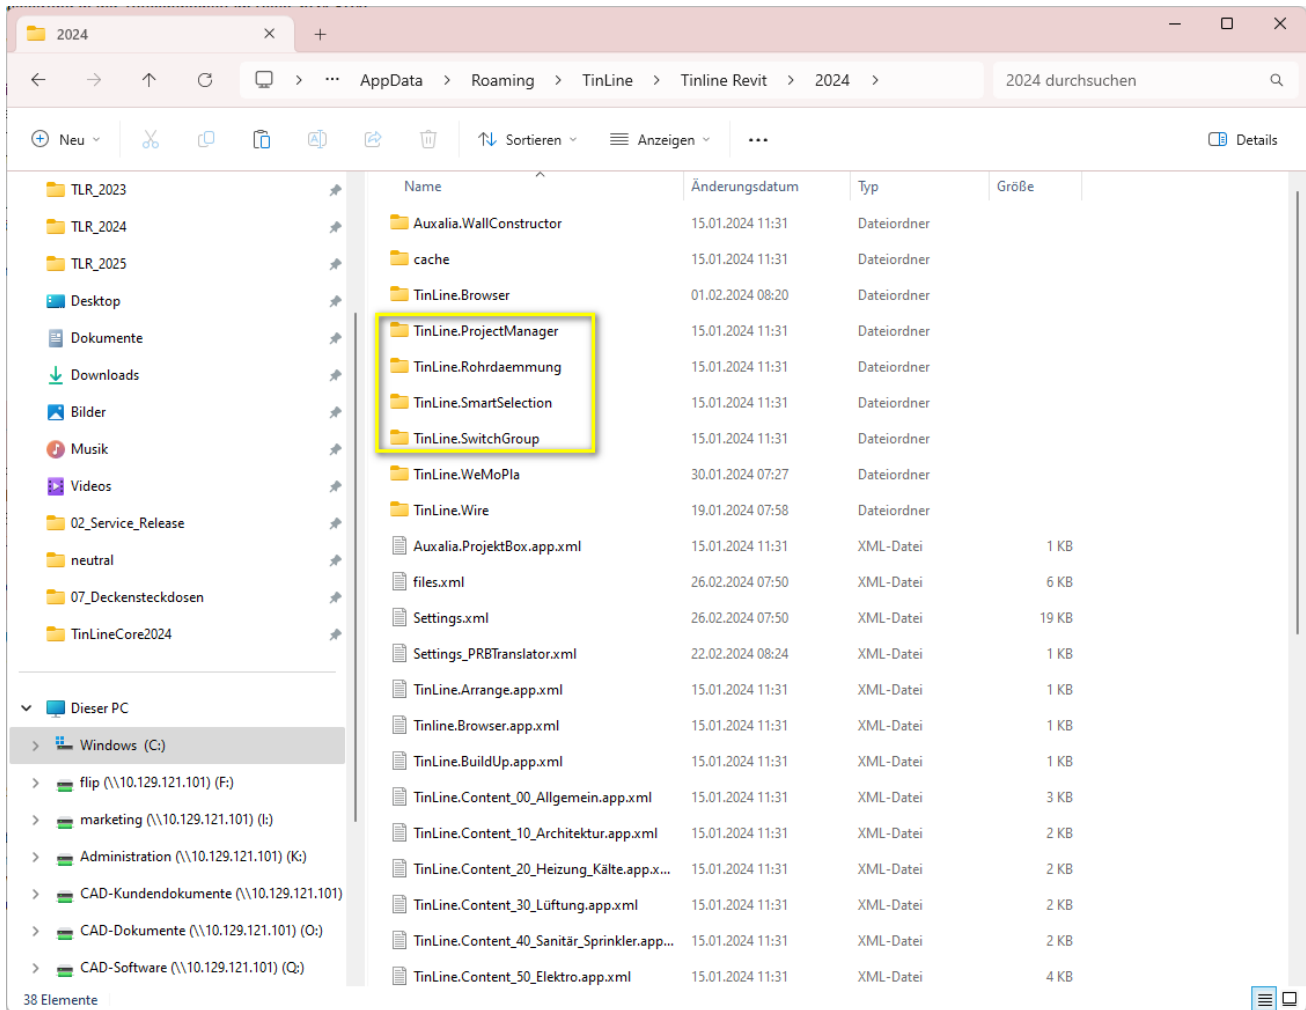 2024
AppData > Roaming > TinLine > Tinline Revit > 2024 >
2024 durchsuchen
Neu
Sortieren
Anzeigen
Details
TLR_2023
TLR_2024
TLR_2025
Desktop
Dokumente
Downloads
Bilder
Musik
Videos
02_Service_Release
neutral
07_Deckensteckdosen
TinLineCore2024
Dieser PC
Windows (C:)
flip (\\10.129.121.101) (F:)
marketing (\\10.129.121.101) (I:)
Administration (\\10.129.121.101) (K:)
CAD-Kundendokumente (\\10.129.121.101)
CAD-Dokumente (\\10.129.121.101) (O:)
CAD-Software (\\10.129.121.101) (Q:)
Name Änderungsdatum Typ Größe
Auxalia.WallConstructor 15.01.2024 11:31 Dateiordner
cache 15.01.2024 11:31 Dateiordner
TinLine.Browser 01.02.2024 08:20 Dateiordner
TinLine.ProjectManager 15.01.2024 11:31 Dateiordner
TinLine.Rohrdaemmung 15.01.2024 11:31 Dateiordner
TinLine.SmartSelection 15.01.2024 11:31 Dateiordner
TinLine.SwitchGroup 15.01.2024 11:31 Dateiordner
TinLine.WeMoPla 30.01.2024 07:27 Dateiordner
TinLine.Wire 19.01.2024 07:58 Dateiordner
Auxalia.ProjektBox.app.xml 15.01.2024 11:31 XML-Datei 1 KB
files.xml 26.02.2024 07:50 XML-Datei 6 KB
Settings.xml 26.02.2024 07:50 XML-Datei 19 KB
Settings_PRBTranslator.xml 22.02.2024 08:24 XML-Datei 1 KB
TinLine.Arrange.app.xml 15.01.2024 11:31 XML-Datei 1 KB
Tinline.Browser.app.xml 15.01.2024 11:31 XML-Datei 1 KB
TinLine.BuildUp.app.xml 15.01.2024 11:31 XML-Datei 1 KB
TinLine.Content_00_Allgemein.app.xml 15.01.2024 11:31 XML-Datei 3 KB
TinLine.Content_10_Architektur.app.xml 15.01.2024 11:31 XML-Datei 2 KB
TinLine.Content_20_Heizung_Kälte.app.x... 15.01.2024 11:31 XML-Datei 2 KB
TinLine.Content_30_Lüftung.app.xml 15.01.2024 11:31 XML-Datei 2 KB
TinLine.Content_40_Sanitär_Sprinkler.app... 15.01.2024 11:31 XML-Datei 2 KB
TinLine.Content_50_Elektro.app.xml 15.01.2024 11:31 XML-Datei 4 KB
38 Elemente